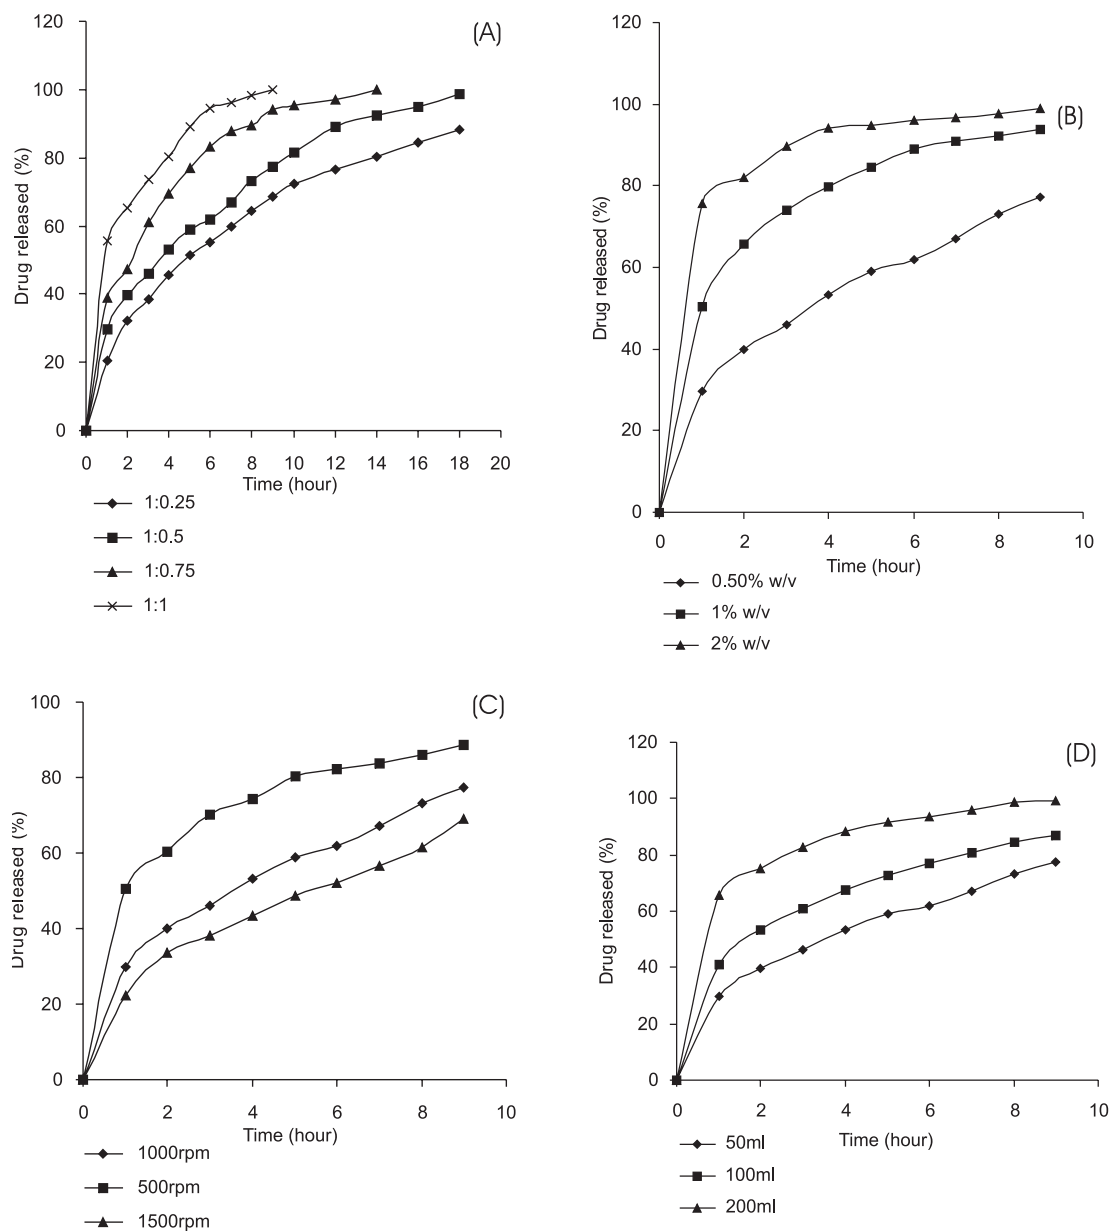 (A)
120
100
80
60
40
20
0
Drug released (%)
0 2 4 6 8 10 12 14 16 18 20
Time (hour)
1:0.25
1:0.5
1:0.75
1:1
(B)
120
100
80
60
40
20
0
Drug released (%)
0 2 4 6 8 10
Time (hour)
0.50% w/v
1% w/v
2% w/v
(C)
100
80
60
40
20
0
Drug released (%)
0 2 4 6 8 10
Time (hour)
1000rpm
500rpm
1500rpm
(D)
120
100
80
60
40
20
0
Drug released (%)
0 2 4 6 8 10
Time (hour)
50ml
100ml
200ml